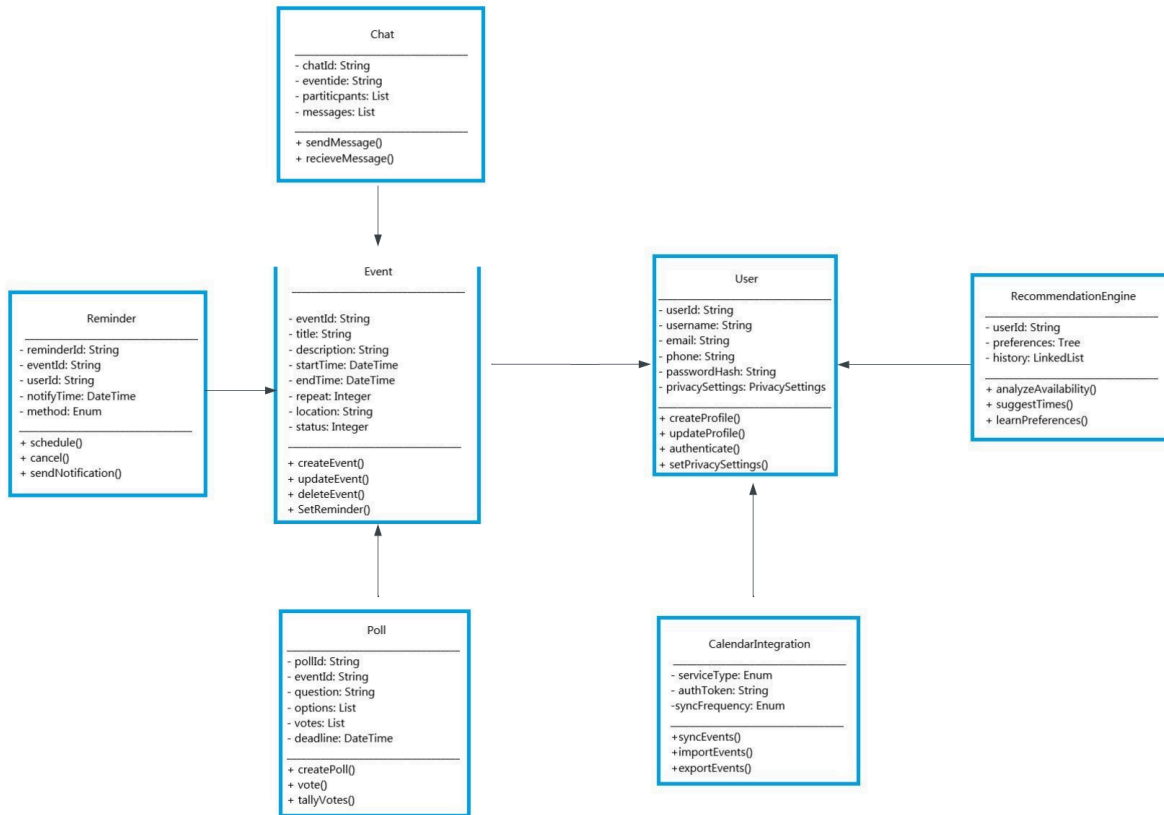 Chat
- chatId: String
- eventide: String
- partiticpants: List
- messages: List
+ sendMessage()
+ recieveMessage()
Reminder
- reminderId: String
- eventId: String
- userId: String
- notifyTime: DateTime
- method: Enum
+ schedule()
+ cancel()
+ sendNotification()
Event
- eventId: String
- title: String
- description: String
- startTime: DateTime
- endTime: DateTime
- repeat: Integer
- location: String
- status: Integer
+ createEvent()
+ updateEvent()
+ deleteEvent()
+ SetReminder()
User
- userId: String
- username: String
- email: String
- phone: String
- passwordHash: String
- privacySettings: PrivacySettings
+ createProfile()
+ updateProfile()
+ authenticate()
+ setPrivacySettings()
RecommendationEngine
- userId: String
- preferences: Tree
- history: LinkedList
+ analyzeAvailability()
+ suggestTimes()
+ learnPreferences()
Poll
- pollId: String
- eventId: String
- question: String
- options: List
- votes: List
- deadline: DateTime
+ createPoll()
+ vote()
+ tallyVotes()
CalendarIntegration
- serviceType: Enum
- authToken: String
-syncFrequency: Enum
+syncEvents()
+importEvents()
+exportEvents()